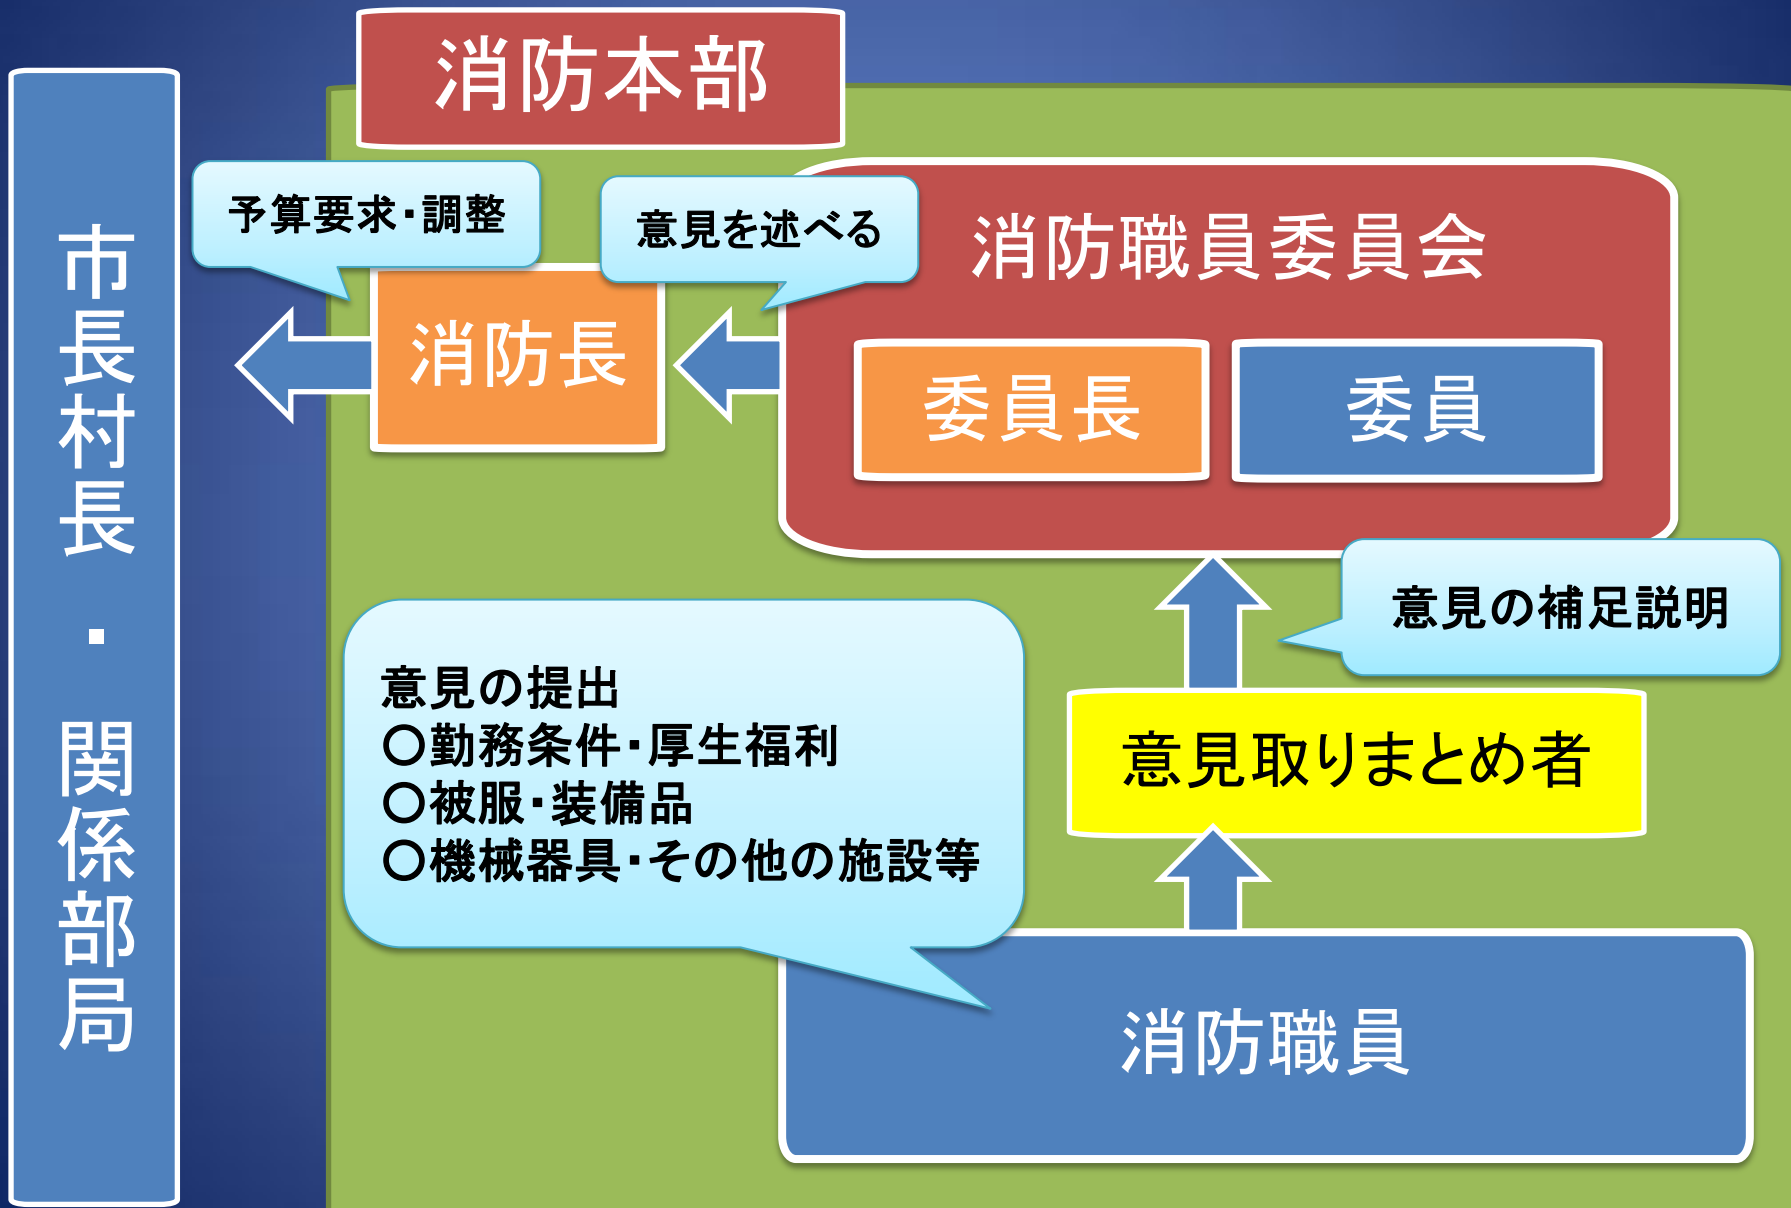 消防本部
市長村長・関係部局
予算要求・調整
意見を述べる
消防職員委員会
消防長
委員長
委員
意見の補足説明
意見の提出
○勤務条件・厚生福利
○被服・装備品
○機械器具・その他の施設等
意見取りまとめ者
消防職員